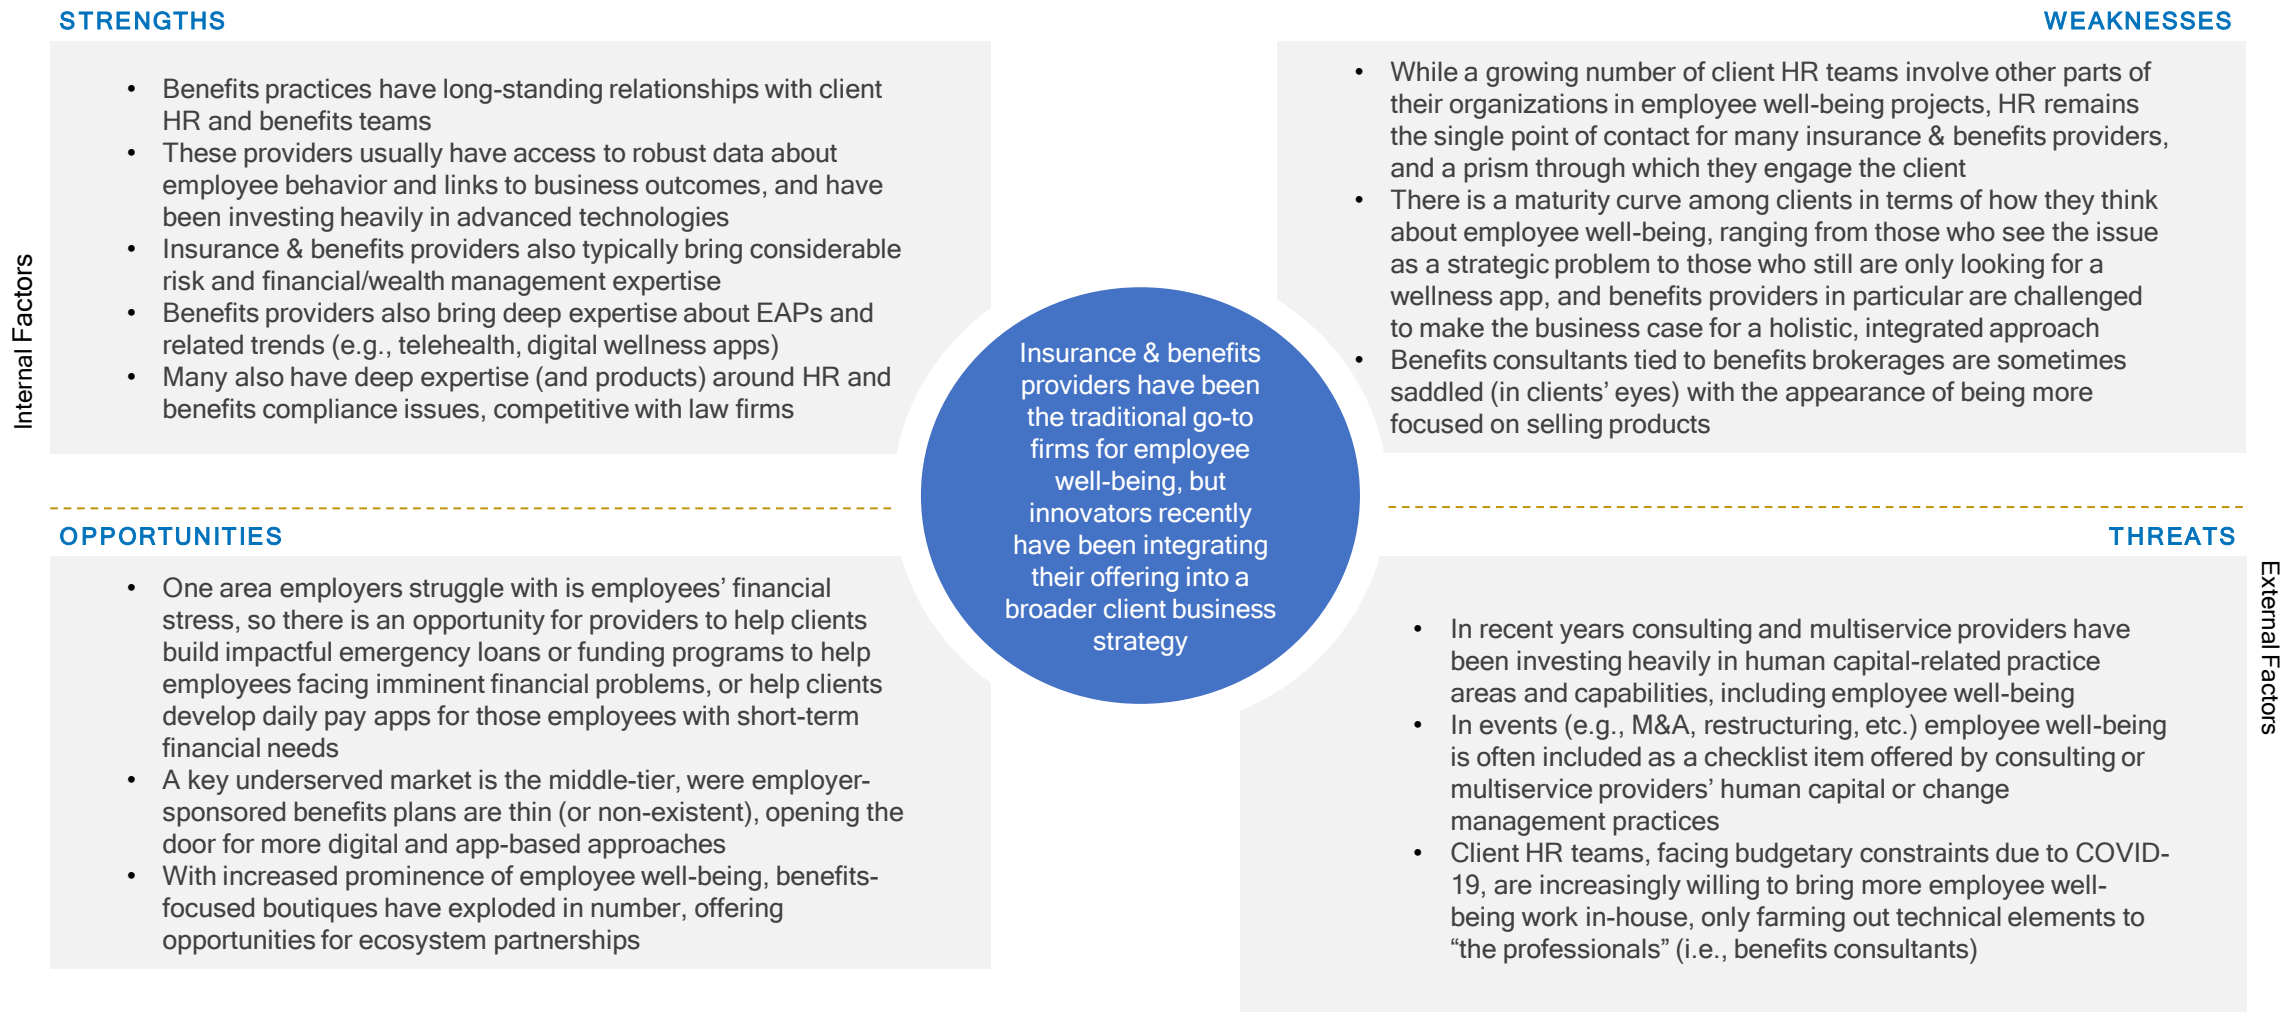 STRENGTHS
• Benefits practices have long-standing relationships with client
HR and benefits teams
• These providers usually have access to robust data about
employee behavior and links to business outcomes, and have
been investing heavily in advanced technologies
• Insurance & benefits providers also typically bring considerable
risk and financial/wealth management expertise
• Benefits providers also bring deep expertise about EAPs and
related trends (e.g., telehealth, digital wellness apps)
• Many also have deep expertise (and products) around HR and
benefits compliance issues, competitive with law firms
WEAKNESSES
• While a growing number of client HR teams involve other parts of
their organizations in employee well-being projects, HR remains
the single point of contact for many insurance & benefits providers,
and a prism through which they engage the client
• There is a maturity curve among clients in terms of how they think
about employee well-being, ranging from those who see the issue
as a strategic problem to those who still are only looking for a
wellness app, and benefits providers in particular are challenged
to make the business case for a holistic, integrated approach
• Benefits consultants tied to benefits brokerages are sometimes
saddled (in clients’ eyes) with the appearance of being more
focused on selling products
Internal Factors
Insurance & benefits
providers have been
the traditional go-to
firms for employee
well-being, but
innovators recently
have been integrating
their offering into a
broader client business
strategy
OPPORTUNITIES
• One area employers struggle with is employees’ financial
stress, so there is an opportunity for providers to help clients
build impactful emergency loans or funding programs to help
employees facing imminent financial problems, or help clients
develop daily pay apps for those employees with short-term
financial needs
• A key underserved market is the middle-tier, were employer-
sponsored benefits plans are thin (or non-existent), opening the
door for more digital and app-based approaches
• With increased prominence of employee well-being, benefits-
focused boutiques have exploded in number, offering
opportunities for ecosystem partnerships
THREATS
• In recent years consulting and multiservice providers have
been investing heavily in human capital-related practice
areas and capabilities, including employee well-being
• In events (e.g., M&A, restructuring, etc.) employee well-being
is often included as a checklist item offered by consulting or
multiservice providers’ human capital or change
management practices
• Client HR teams, facing budgetary constraints due to COVID-
19, are increasingly willing to bring more employee well-
being work in-house, only farming out technical elements to
“the professionals” (i.e., benefits consultants)
External Factors